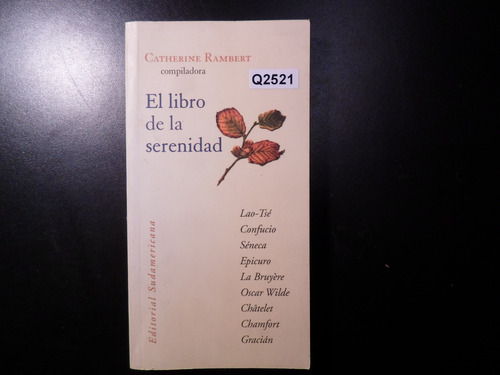 CATHERINE RAMBERT
compiladora
Q2521
El libro
de la
serenidad
Lao-Tsé
Confucio
Séneca
Epicuro
La Bruyère
Oscar Wilde
Châtelet
Chamfort
Gracián
Editorial Sudamericana